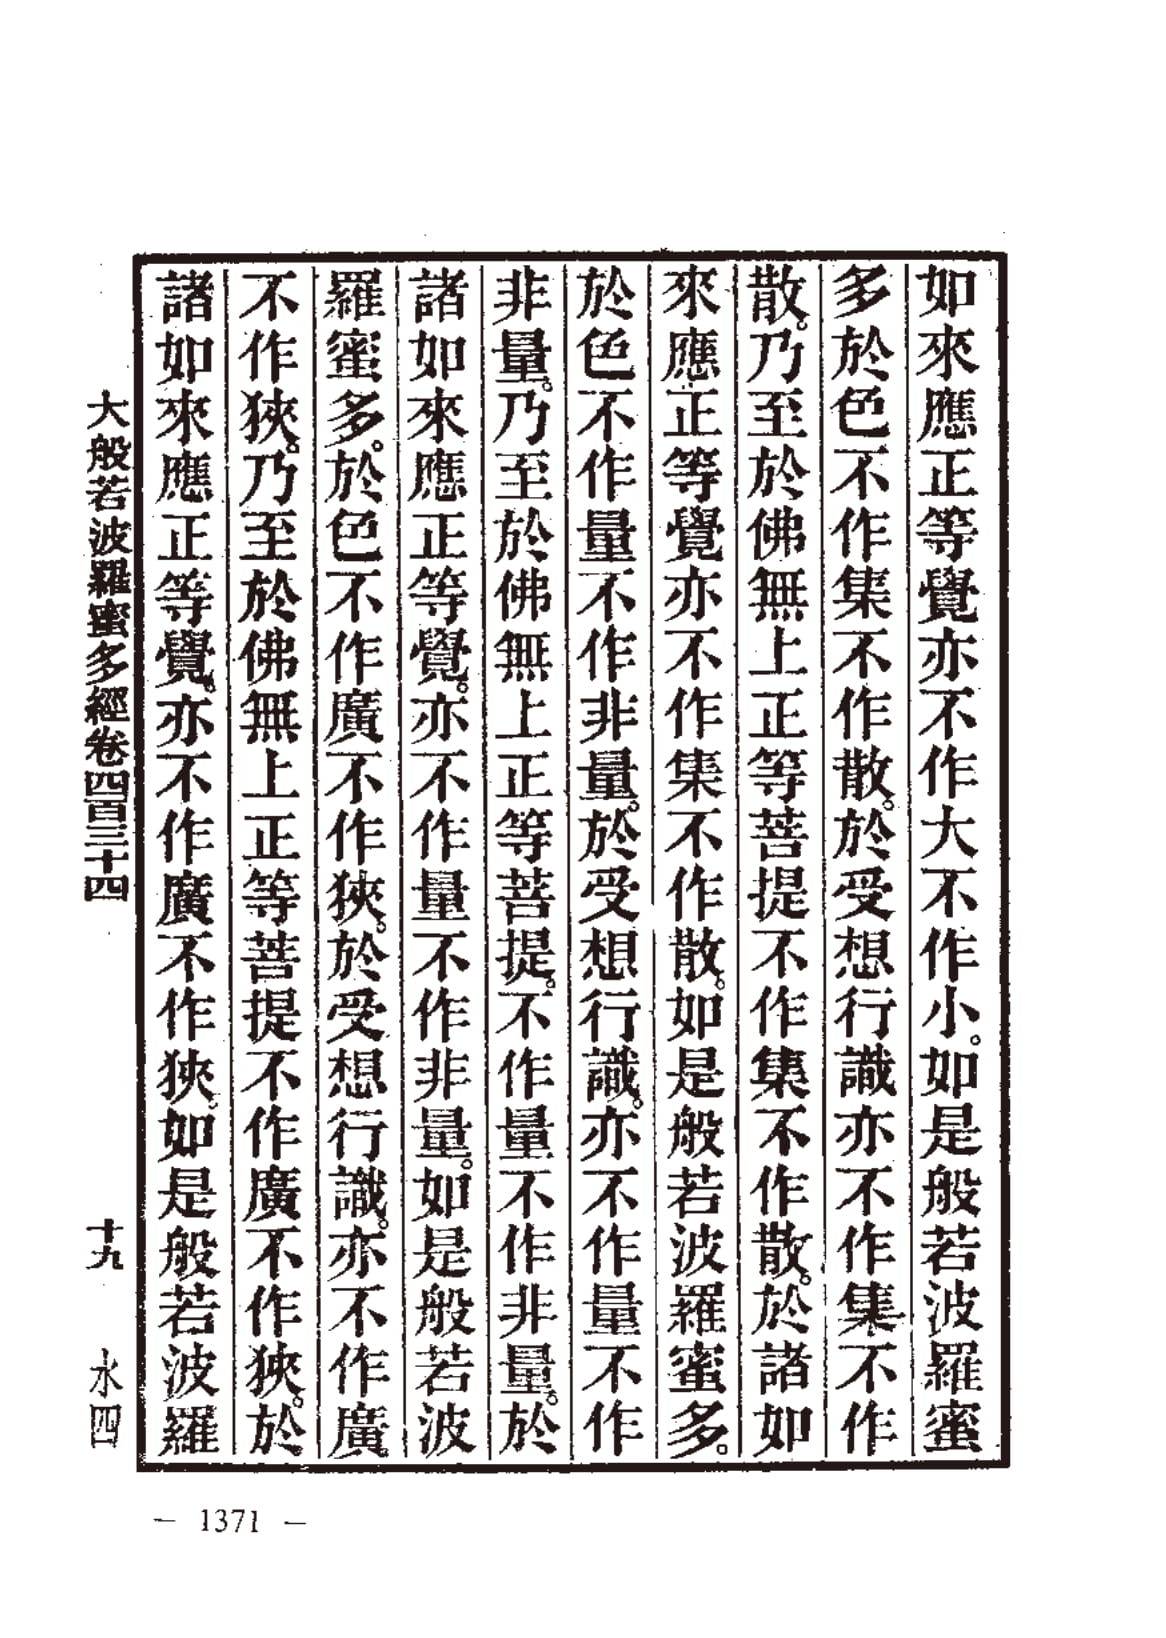 如來應正等覺亦不作大不作小。如是般若波羅蜜
多於色不作集不作散。於受想行識亦不作集不作
散。乃至於佛無上正等菩提不作集不作散。於諸如
來應正等覺亦不作集不作散。如是般若波羅蜜多。
於色不作量不作非量。於受想行識。亦不作量不作
非量。乃至於佛無上正等菩提。不作量不作非量。於
諸如來應正等覺。亦不作量不作非量。如是般若波
羅蜜多。於色不作廣不作狹。於受想行識。亦不作廣
不作狹。乃至於佛無上正等菩提不作廣不作狹。於
諸如來應正等覺。亦不作廣不作狹。如是般若波羅
大般若波羅蜜多經卷四百三十四 十九 水四
— 1371 —